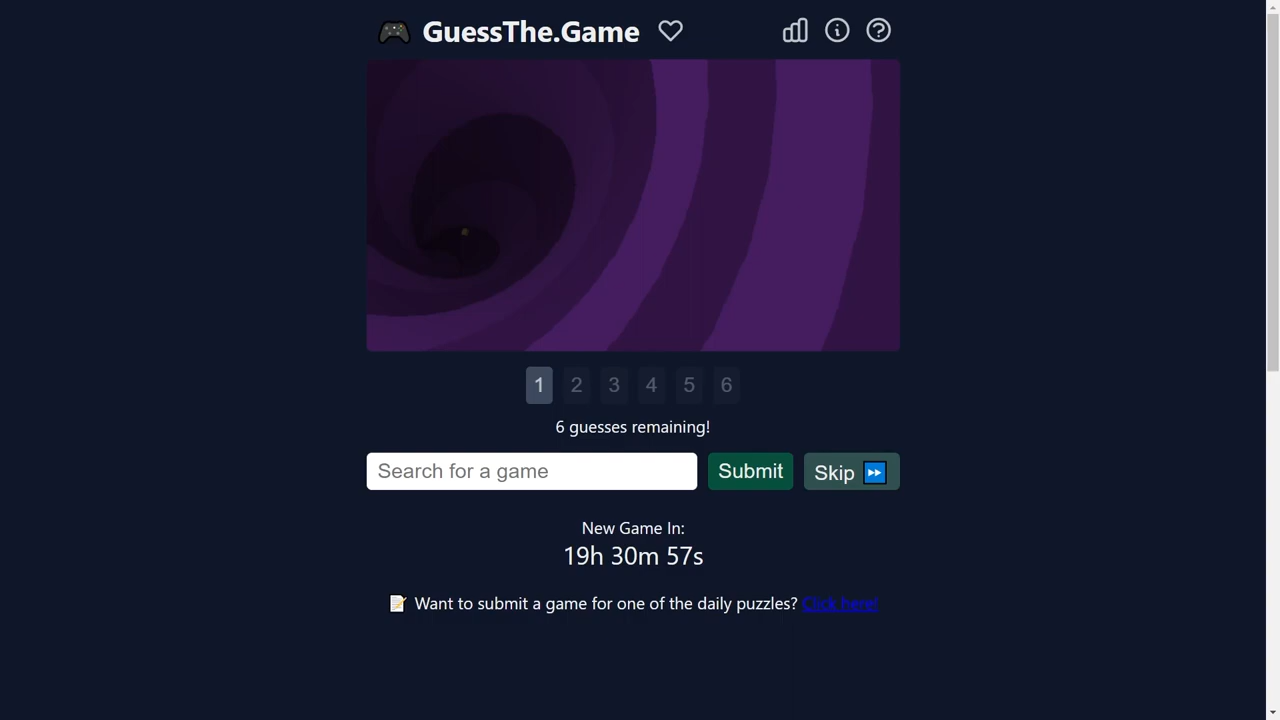 GuessThe.Game
1 2 3 4 5 6
6 guesses remaining!
Search for a game
Submit
Skip
New Game In:
19h 30m 57s
Want to submit a game for one of the daily puzzles? Click here!